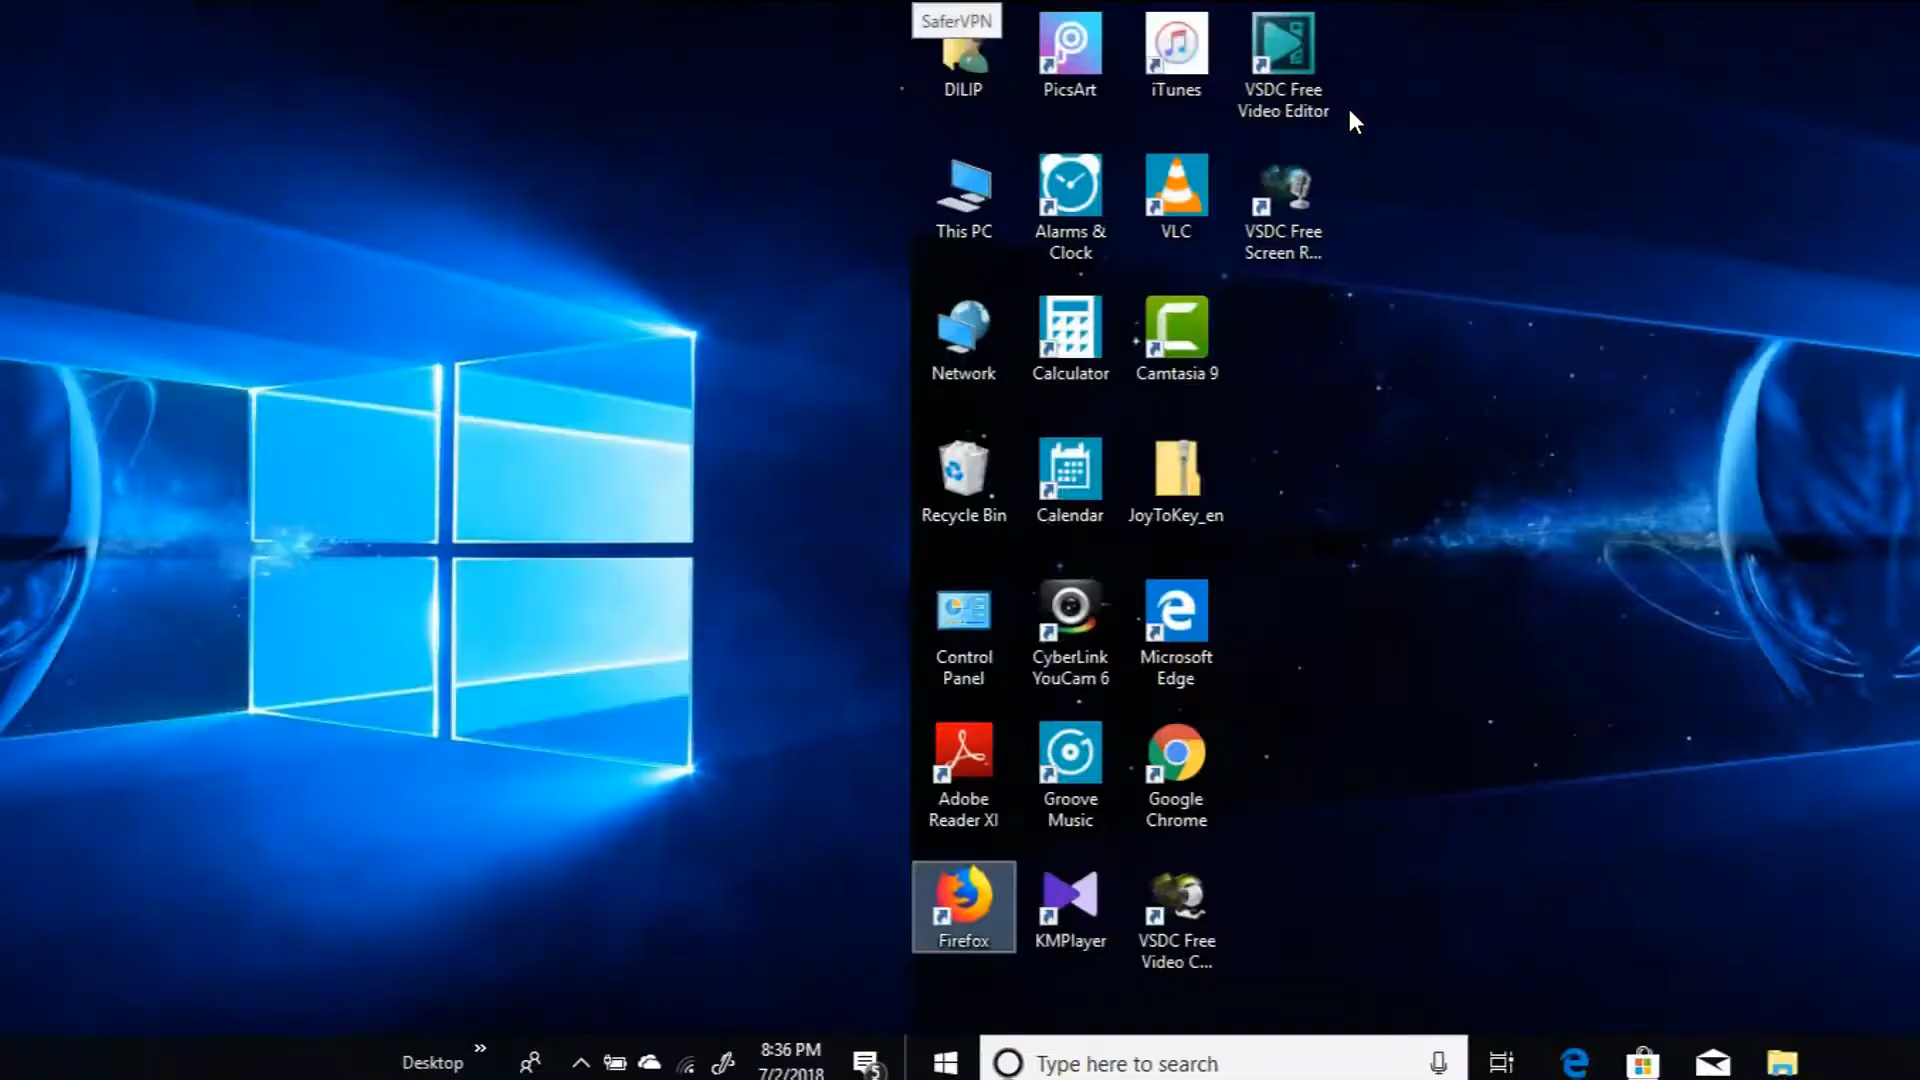 SaferVPN
DILIP
PicsArt
iTunes
VSDC Free
Video Editor
This PC
Alarms &
Clock
VLC
VSDC Free
Screen R...
Network
Calculator
Camtasia 9
Recycle Bin
Calendar
JoyToKey_en
Control
Panel
CyberLink
YouCam 6
Microsoft
Edge
Adobe
Reader XI
Groove
Music
Google
Chrome
Firefox
KMPlayer
VSDC Free
Video C...
Desktop
8:36 PM
7/2/2018
5
Type here to search